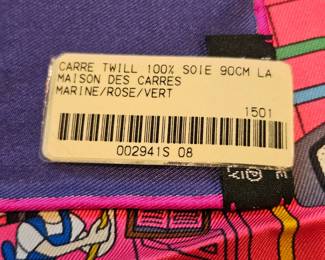 CARRE TWILL 100% SOIE 90CM LA
MAISON DES CARRES
MARINE/ROSE/VERT
1501
002941S 08